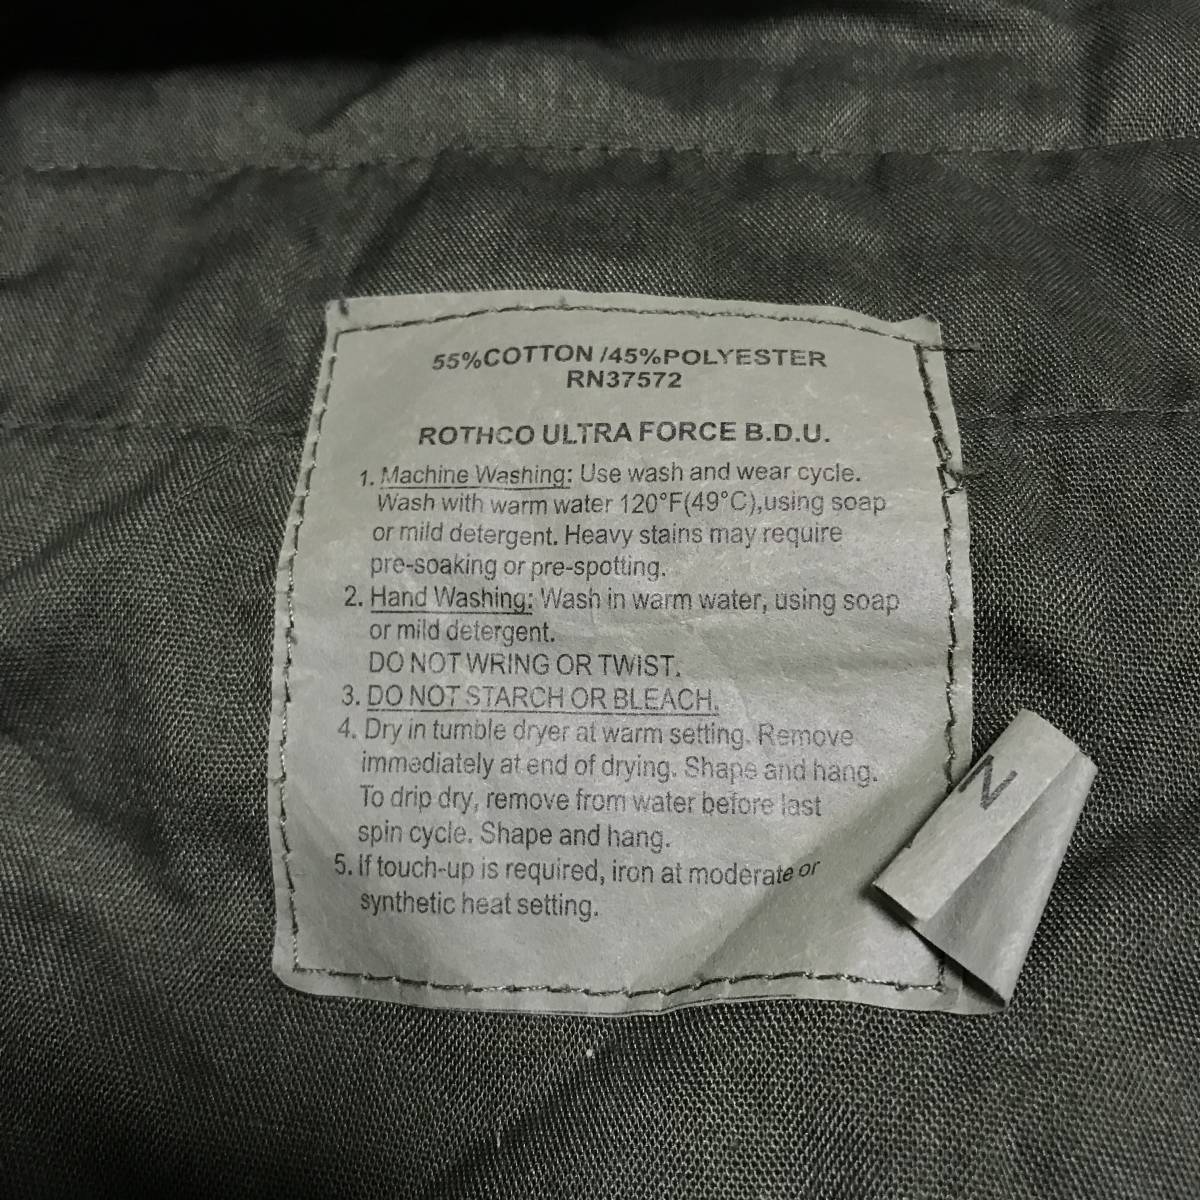 55%COTTON /45%POLYESTER
RN37572
ROTHCO ULTRA FORCE B.D.U.
1. Machine Washing: Use wash and wear cycle.
Wash with warm water 120°F(49°C),using soap
or mild detergent. Heavy stains may require
pre-soaking or pre-spotting.
2. Hand Washing: Wash in warm water, using soap
or mild detergent.
DO NOT WRING OR TWIST.
3. DO NOT STARCH OR BLEACH.
4. Dry in tumble dryer at warm setting. Remove
immediately at end of drying. Shape and hang.
To drip dry, remove from water before last
spin cycle. Shape and hang.
5. If touch-up is required, iron at moderate or
synthetic heat setting.
N